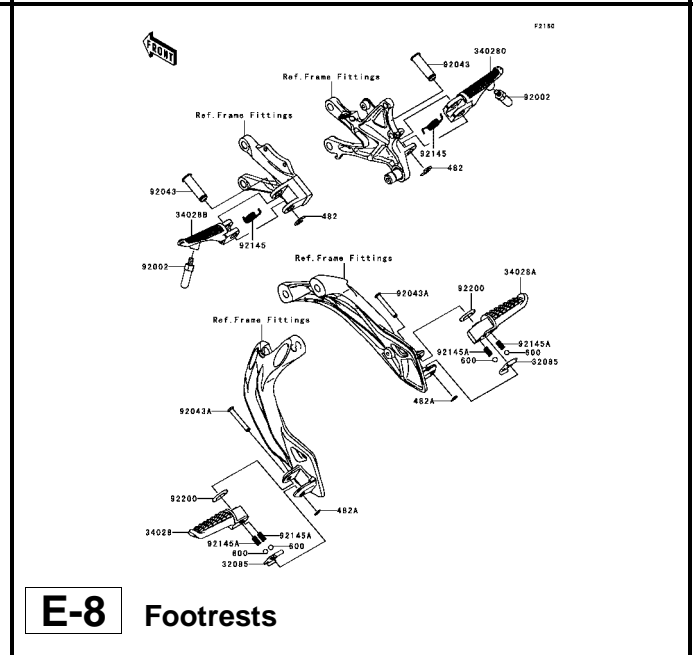 F2160
FRONT
92043
340280
Ref.Frame Fittings
92002
Ref.Frame Fittings
92145
482
92043
34028B
482
92145
92002
Ref.Frame Fittings
92043A
92200
34028A
Ref.Frame Fittings
92145A
92145A
600
600
32085
482A
92043A
92200
482A
34028
92145A
92145A
600
600
32085
E-8 Footrests